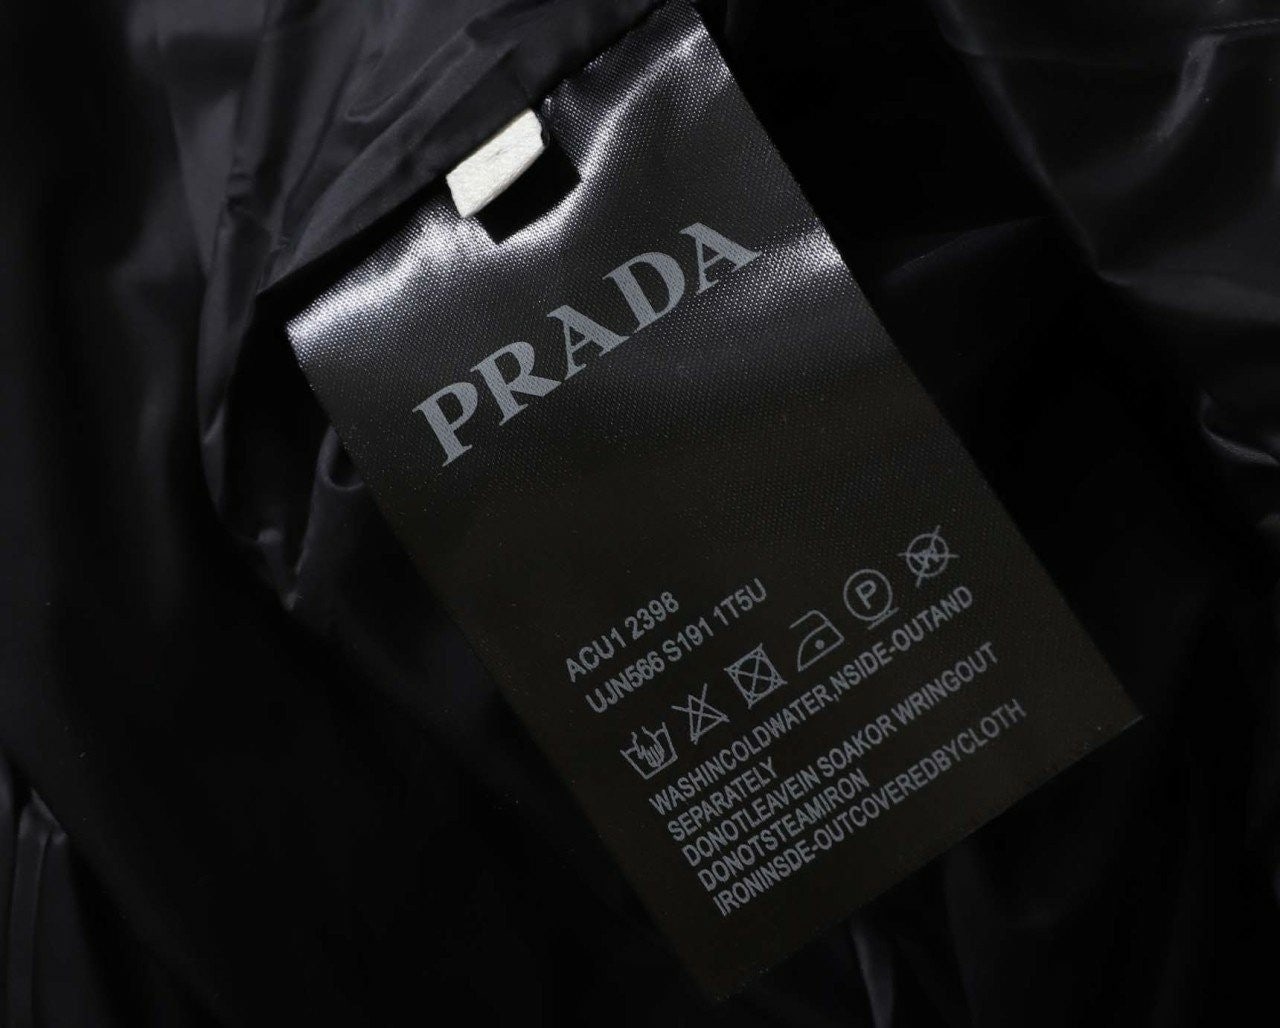 PRADA
ACU1 2398
UJN566 S191 1T5U
P W
WASHINCOLDWATER,NSIDE-OUTAND
SEPARATELY
DONOTLEAVEIN SOAKOR WRINGOUT
DONOTSTEAMIRON
IRONINSDE-OUTCOVEREDBYCLOTH